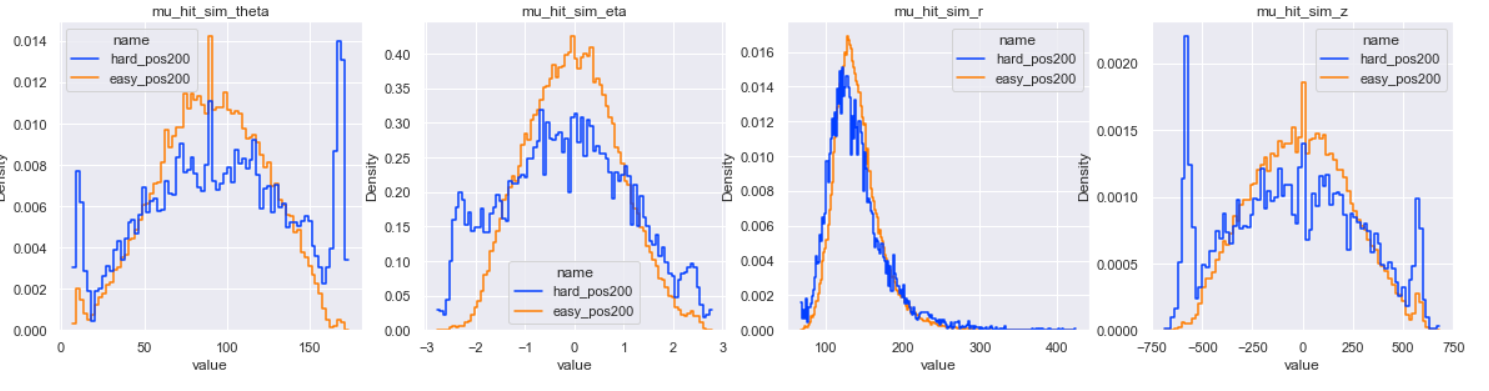 mu_hit_sim_theta
name
hard_pos200
easy_pos200
0.014
0.012
0.010
0.008
0.006
0.004
0.002
0.000
0
50
100
150
value
mu_hit_sim_eta
Density
name
hard_pos200
easy_pos200
0.40
0.35
0.30
0.25
0.20
0.15
0.10
0.05
0.00
−3
−2
−1
0
1
2
3
value
mu_hit_sim_r
Density
name
hard_pos200
easy_pos200
0.016
0.014
0.012
0.010
0.008
0.006
0.004
0.002
0.000
100
200
300
400
value
mu_hit_sim_z
Density
name
hard_pos200
easy_pos200
0.0020
0.0015
0.0010
0.0005
0.0000
−750
−500
−250
0
250
500
750
value